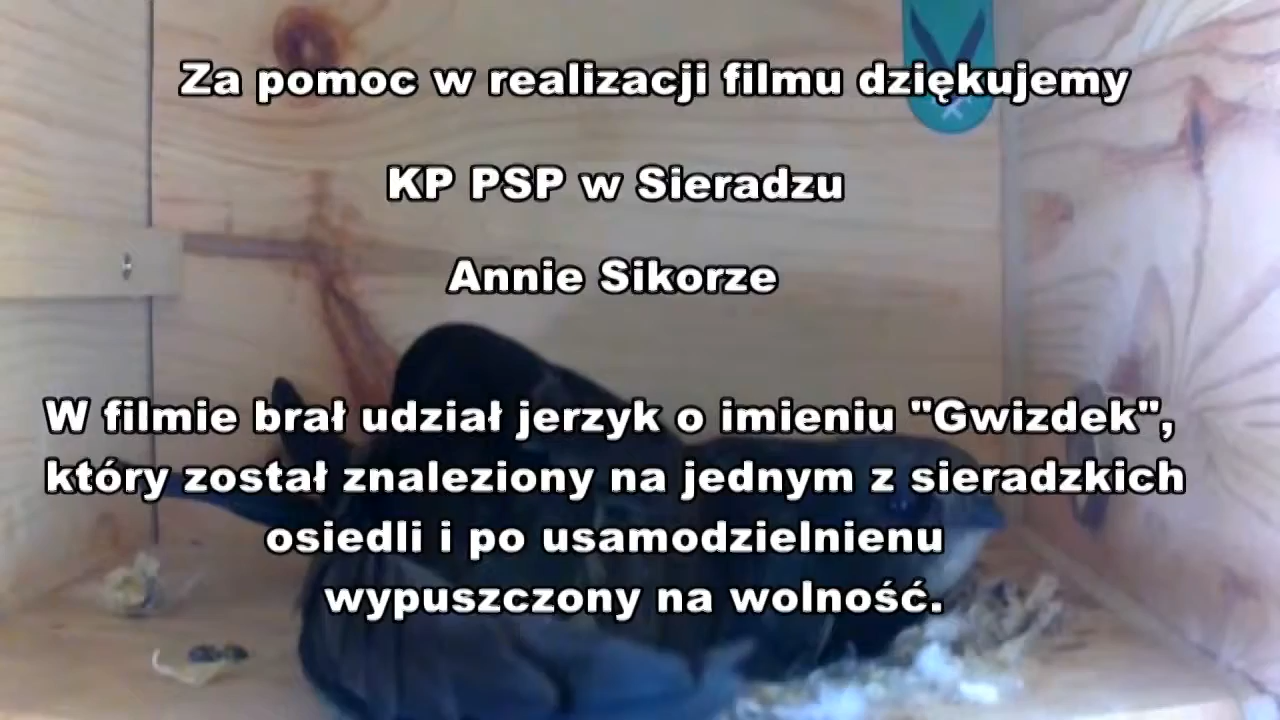 Za pomoc w realizacji filmu dziękujemy
KP PSP w Sieradzu
Annie Sikorze
W filmie brał udział jerzyk o imieniu "Gwizdek",
który został znaleziony na jednym z sieradzkich
osiedli i po usamodzielnienu
wypuszczony na wolność.